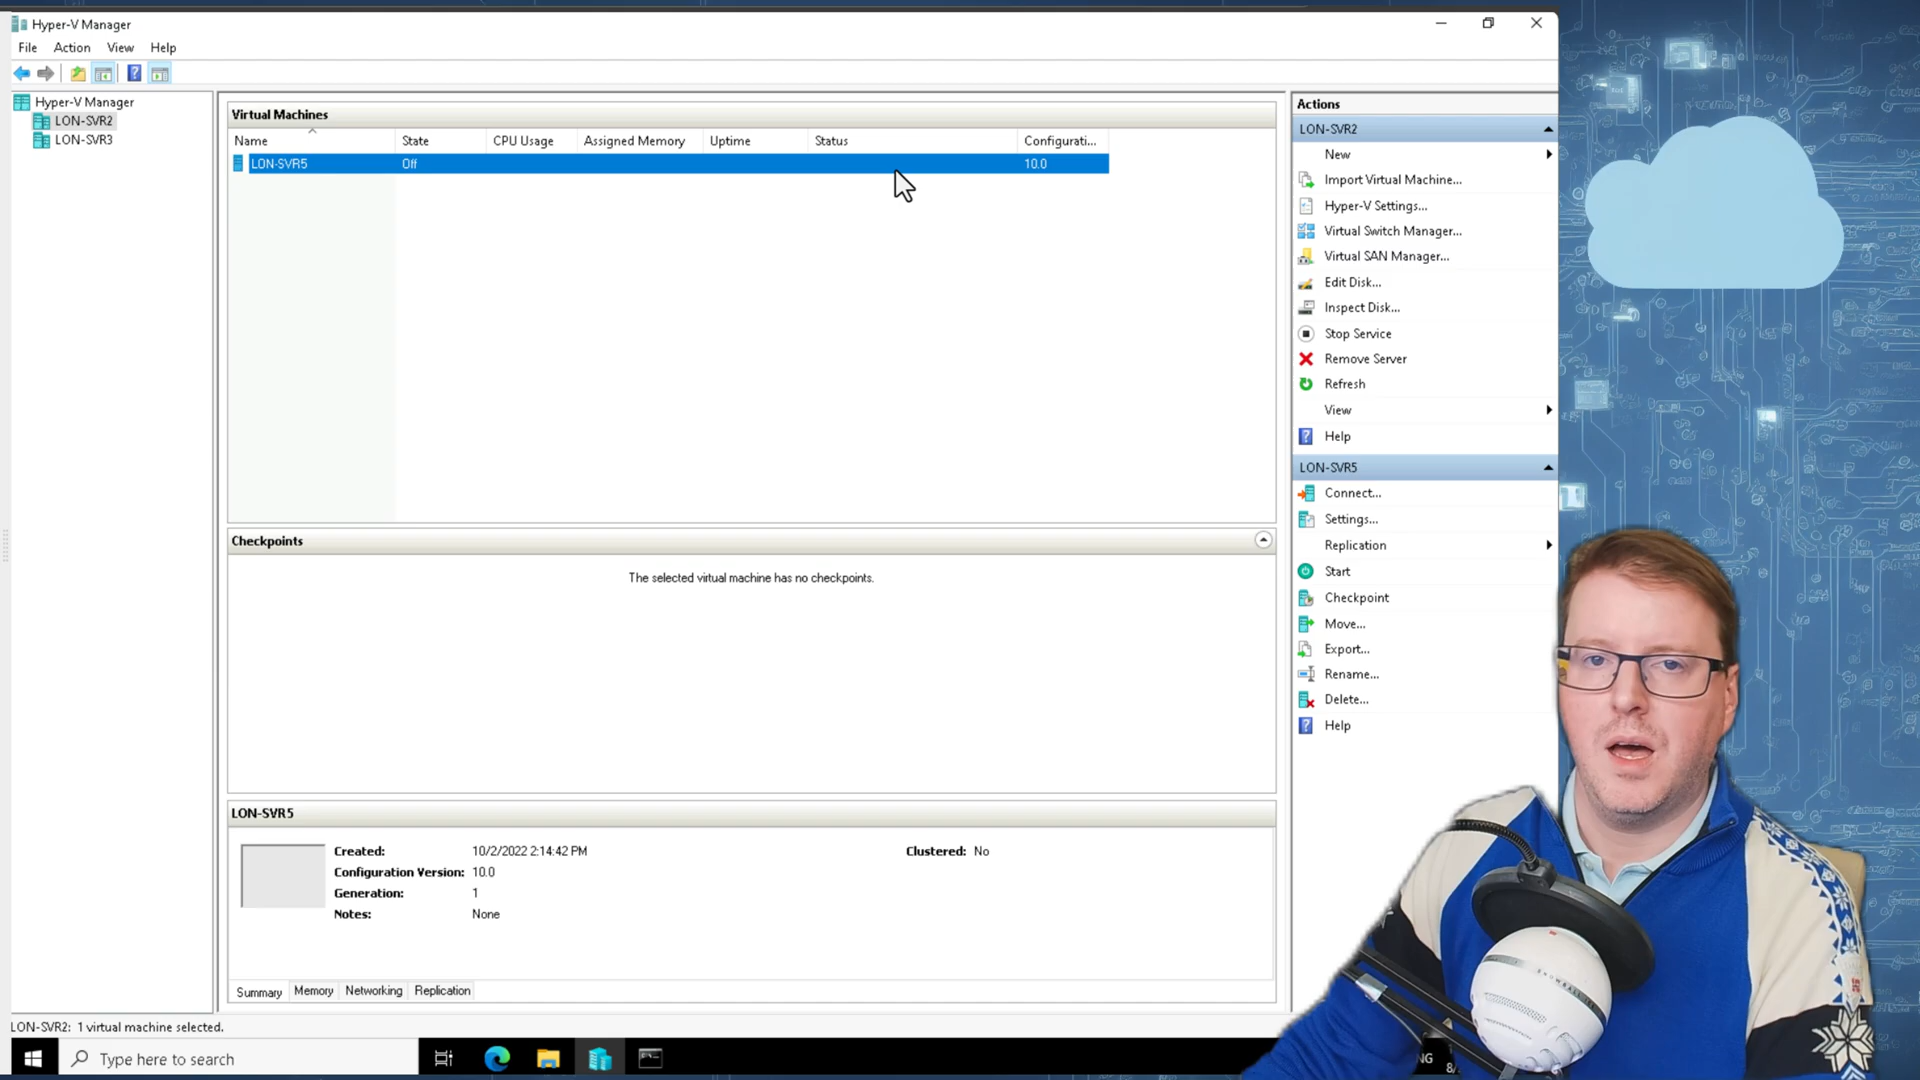 Hyper-V Manager
File Action View Help
Hyper-V Manager
LON-SVR2
LON-SVR3
Virtual Machines
Name State CPU Usage Assigned Memory Uptime Status Configurati...
LON-SVR5 Off 10.0
Checkpoints
The selected virtual machine has no checkpoints.
LON-SVR5
Created: 10/2/2022 2:14:42 PM Clustered: No
Configuration Version: 10.0
Generation: 1
Notes: None
Summary Memory Networking Replication
Actions
LON-SVR2
New
Import Virtual Machine...
Hyper-V Settings...
Virtual Switch Manager...
Virtual SAN Manager...
Edit Disk...
Inspect Disk...
Stop Service
Remove Server
Refresh
View
Help
LON-SVR5
Connect...
Settings...
Replication
Start
Checkpoint
Move...
Export...
Rename...
Delete...
Help
LON-SVR2: 1 virtual machine selected.
Type here to search
NG
8/